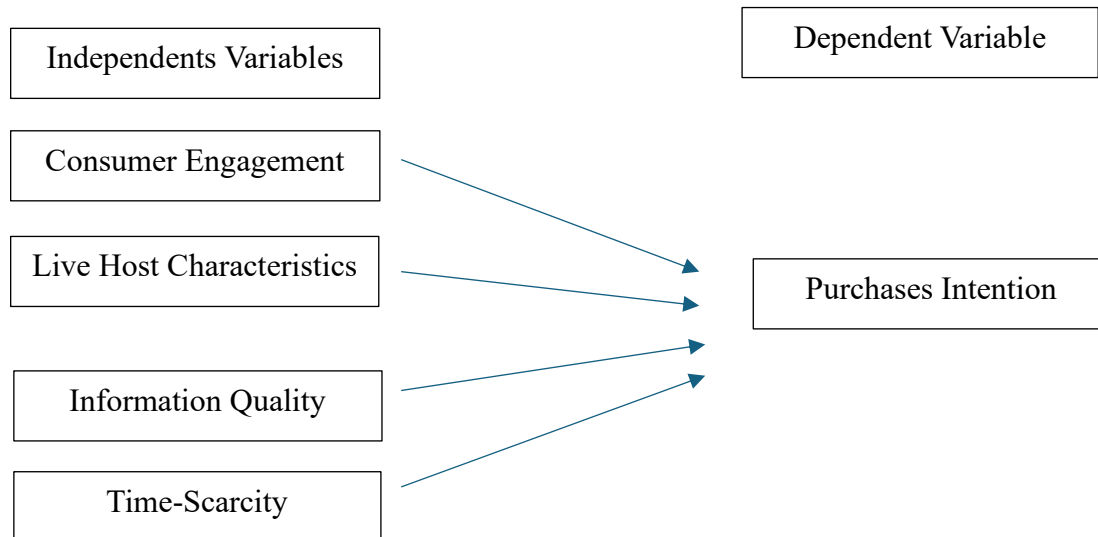 Independents Variables
Dependent Variable
Consumer Engagement
Live Host Characteristics
Purchases Intention
Information Quality
Time-Scarcity